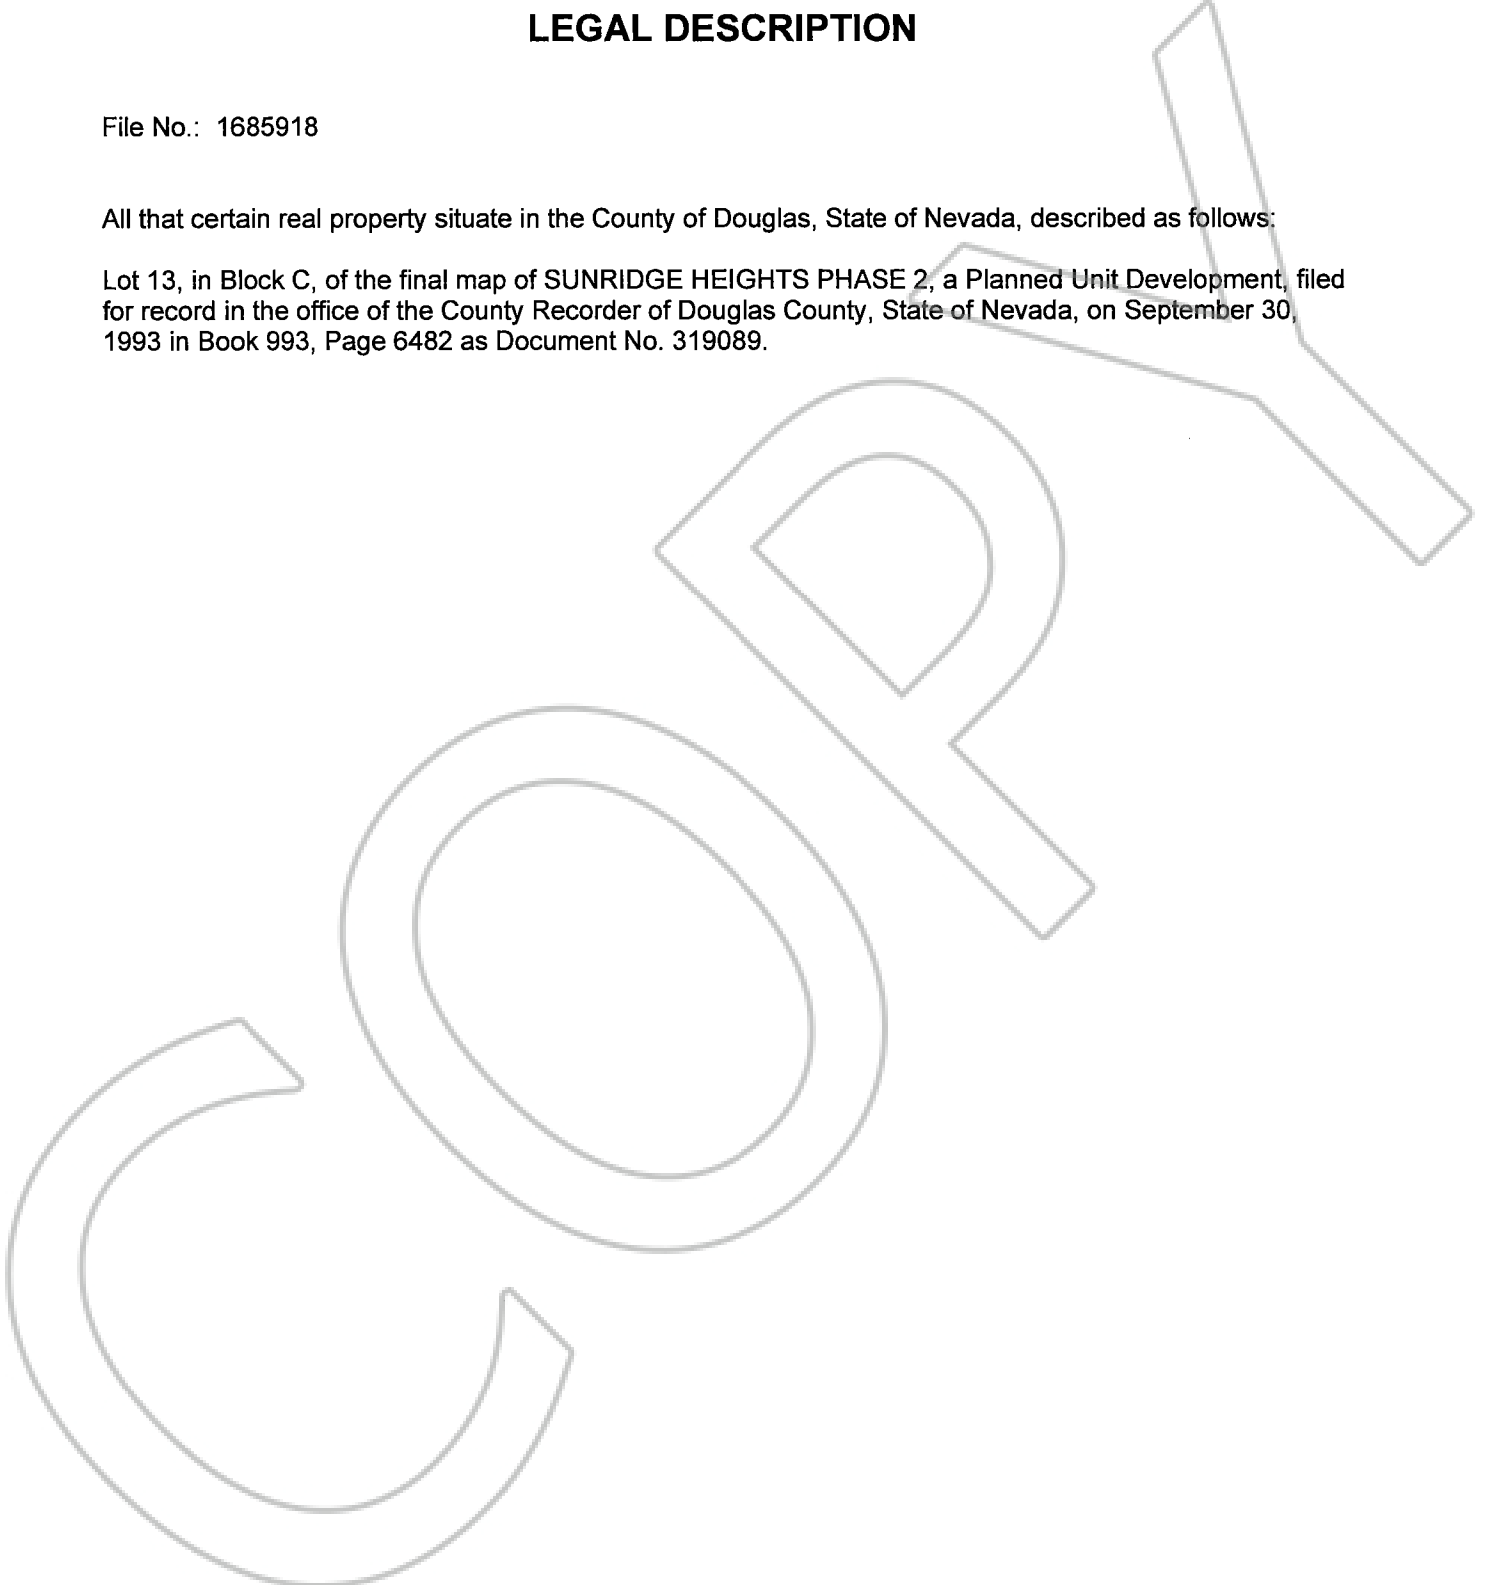 LEGAL DESCRIPTION
File No.: 1685918
All that certain real property situate in the County of Douglas, State of Nevada, described as follows:
Lot 13, in Block C, of the final map of SUNRIDGE HEIGHTS PHASE 2, a Planned Unit Development, filed
for record in the office of the County Recorder of Douglas County, State of Nevada, on September 30,
1993 in Book 993, Page 6482 as Document No. 319089.
COPY